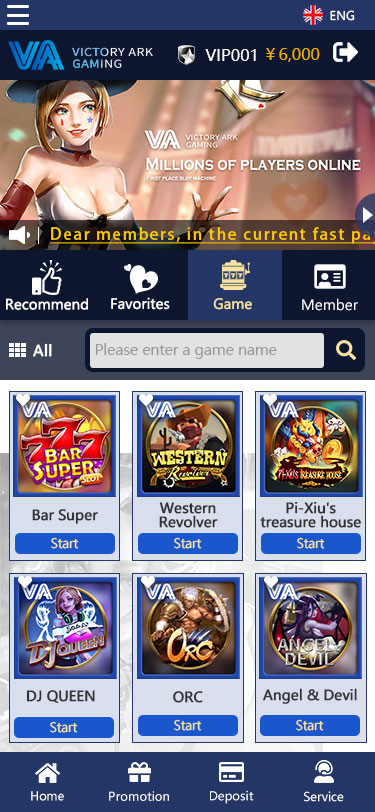 ENG
VA VICTORY ARK
GAMING
VIP001 ¥ 6,000
VA VICTORY ARK
GAMING
MILLIONS OF PLAYERS ONLINE
FIRST PLACE SLOT MACHINE
Dear members, in the current fast pa
Recommend Favorites Game Member
All Please enter a game name
VA VA VA
777
BAR
SUPER
SLOT
WESTERN
Revolver
PI-XIU'S
TREASURE HOUSE
Bar Super
Western
Revolver
Pi-Xiu's
treasure house
Start Start Start
VA VA VA
DJ QUEEN
ORC
ANGEL
DEVIL
DJ QUEEN ORC Angel & Devil
Start Start Start
Home Promotion Deposit Service